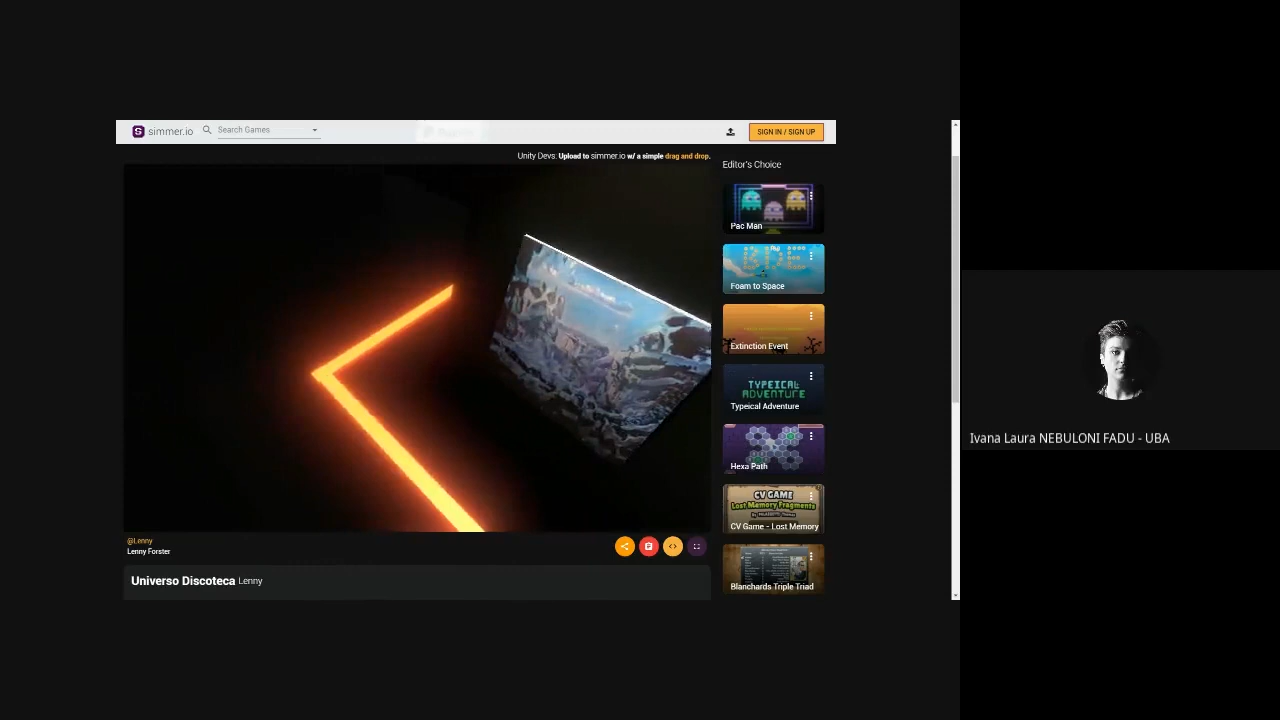 simmer.io
Search Games
SIGN IN / SIGN UP
Unity Devs: Upload to simmer.io w/ a simple drag and drop.
Editor's Choice
Pac Man
Foam to Space
Extinction Event
TYPEICAL
ADVENTURE
Typeical Adventure
Hexa Path
CV GAME
Lost Memory Fragments
CV Game - Lost Memory
Blanchards Triple Triad
@Lenny
Lenny Forster
Universo Discoteca Lenny
Ivana Laura NEBULONI FADU - UBA